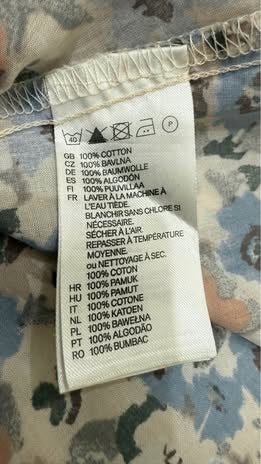 40 P
GB 100% COTTON
CZ 100% BAVLNA
DE 100% BAUMWOLLE
ES 100% ALGODÓN
FI 100% PUUVILLAA
FR LAVER À LA MACHINE À
L'EAU TIÈDE.
BLANCHIR SANS CHLORE SI
NÉCESSAIRE.
SÉCHER À L'AIR.
REPASSER À TEMPÉRATURE
MOYENNE.
ou NETTOYAGE À SEC.
100% COTON
HR 100% PAMUK
HU 100% PAMUT
IT 100% COTONE
NL 100% KATOEN
PL 100% BAWEŁNA
PT 100% ALGODÃO
RO 100% BUMBAC